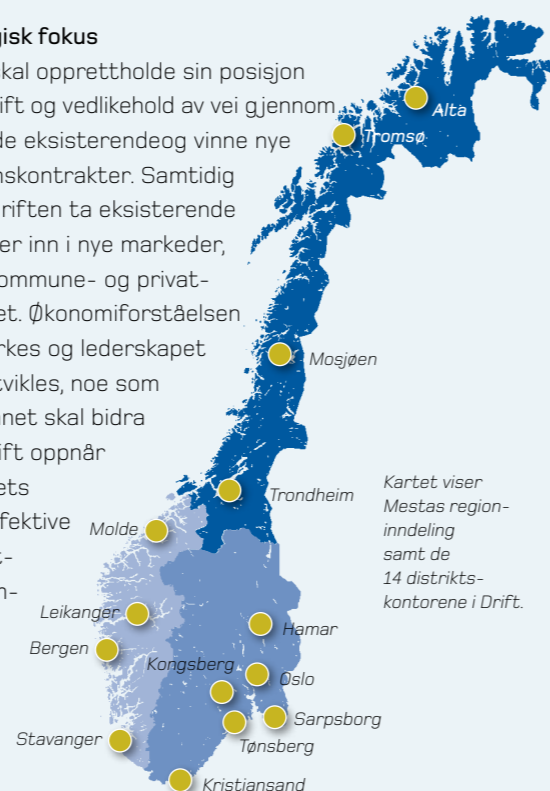 gisk fokus
kal opprettholde sin posisjon
ift og vedlikehold av vei gjennom
de eksisterendeog vinne nye
nskontrakter. Samtidig
riften ta eksisterende
er inn i nye markeder,
ommune- og privat-
et. Økonomiforståelsen
rkes og lederskapet
tvikles, noe som
net skal bidra
ift oppnår
ets
fektive
t-
n-
Alta
Tromsø
Mosjøen
Trondheim
Molde
Leikanger
Bergen
Stavanger
Hamar
Kongsberg
Oslo
Sarpsborg
Tønsberg
Kristiansand
Kartet viser
Mestas region-
inndeling
samt de
14 distrikts-
kontorene i Drift.